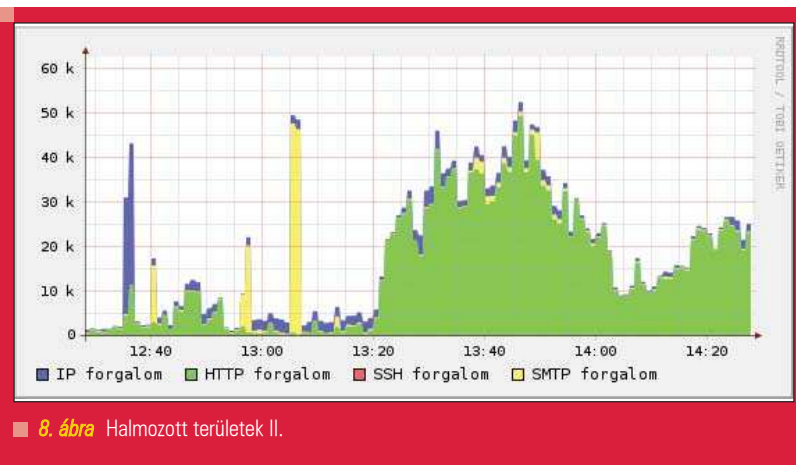 RRDTOOL / TOBI OETIKER
60 k
50 k
40 k
30 k
20 k
10 k
0
12:40 13:00 13:20 13:40 14:00 14:20
IP forgalom HTTP forgalom SSH forgalom SMTP forgalom
8. ábra Halmozott területek II.